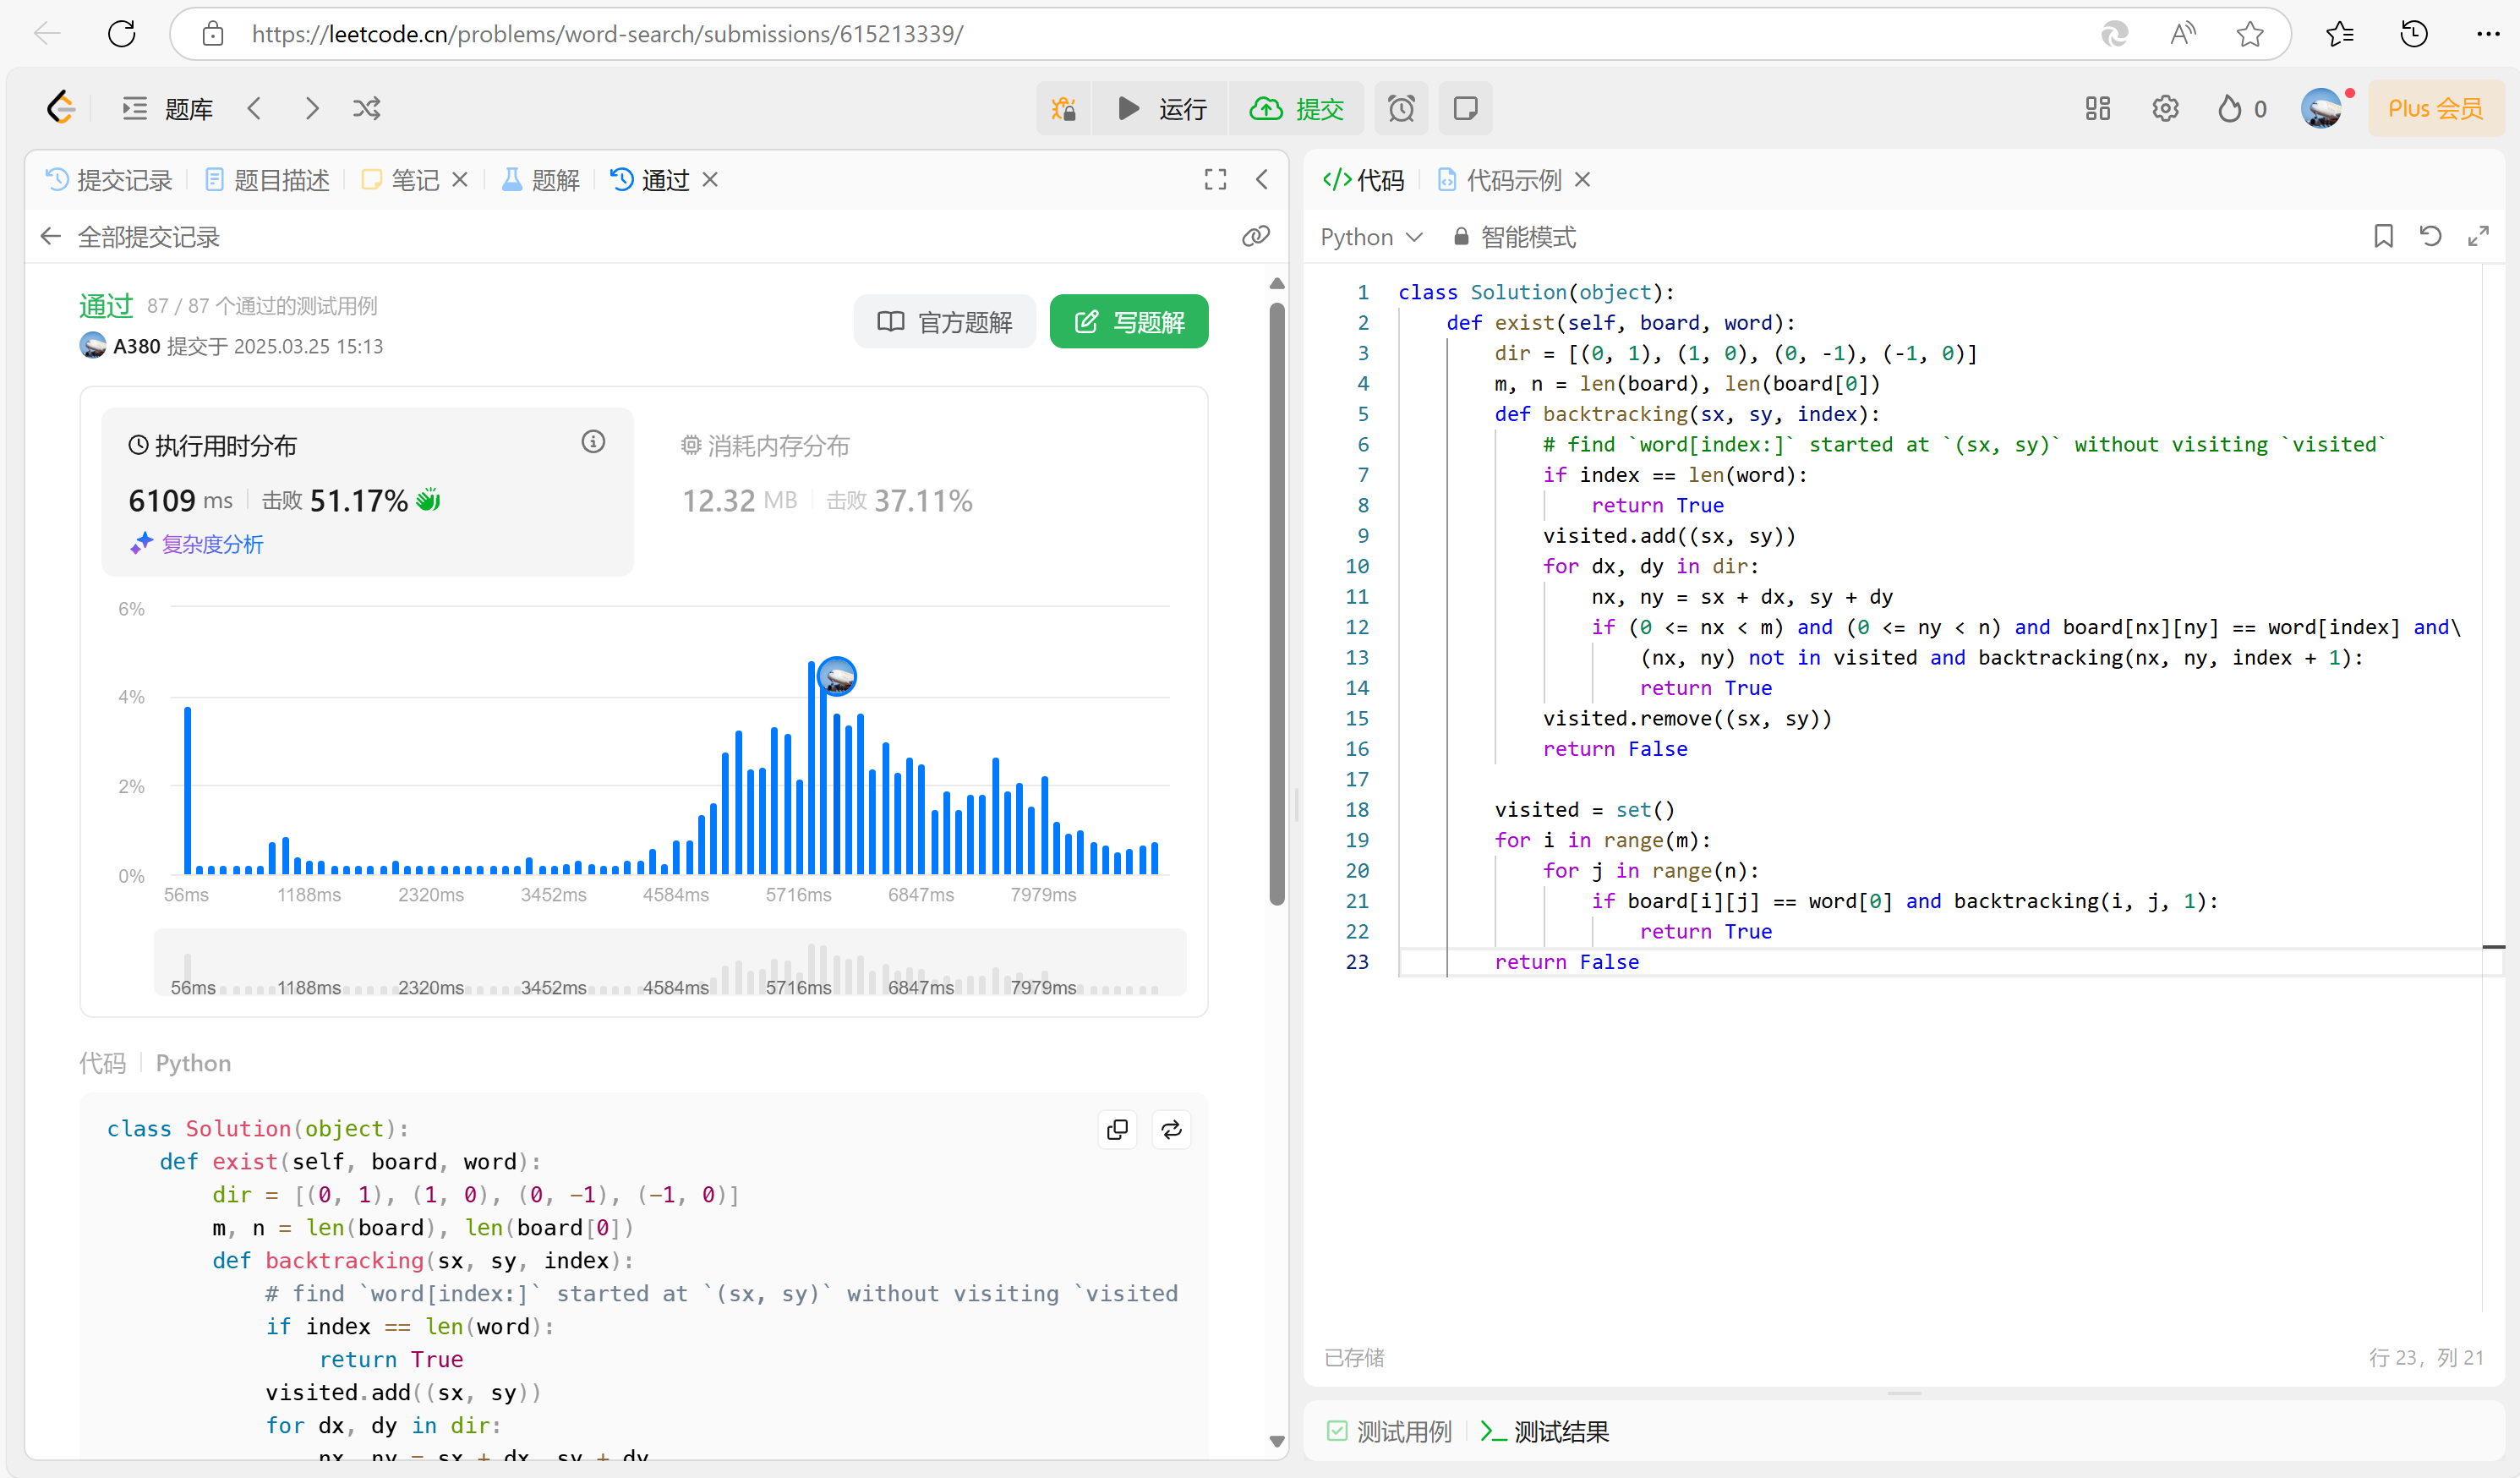 https://leetcode.cn/problems/word-search/submissions/615213339/
题库
运行
提交
0
Plus 会员
提交记录
题目描述
笔记
题解
通过
全部提交记录
通过 87 / 87 个通过的测试用例
A380 提交于 2025.03.25 15:13
官方题解
写题解
执行用时分布
6109 ms 击败 51.17%
复杂度分析
消耗内存分布
12.32 MB 击败 37.11%
6%
4%
2%
0%
56ms 1188ms 2320ms 3452ms 4584ms 5716ms 6847ms 7979ms
56ms 1188ms 2320ms 3452ms 4584ms 5716ms 6847ms 7979ms
代码 Python
class Solution(object):
    def exist(self, board, word):
        dir = [(0, 1), (1, 0), (0, -1), (-1, 0)]
        m, n = len(board), len(board[0])
        def backtracking(sx, sy, index):
            # find `word[index:]` started at `(sx, sy)` without visiting `visited
            if index == len(word):
                return True
            visited.add((sx, sy))
            for dx, dy in dir:
                nx, ny = sx + dx, sy + dy
代码
代码示例
Python
智能模式
1 class Solution(object):
2     def exist(self, board, word):
3         dir = [(0, 1), (1, 0), (0, -1), (-1, 0)]
4         m, n = len(board), len(board[0])
5         def backtracking(sx, sy, index):
6             # find `word[index:]` started at `(sx, sy)` without visiting `visited`
7             if index == len(word):
8                 return True
9             visited.add((sx, sy))
10             for dx, dy in dir:
11                 nx, ny = sx + dx, sy + dy
12                 if (0 <= nx < m) and (0 <= ny < n) and board[nx][ny] == word[index] and\
13                     (nx, ny) not in visited and backtracking(nx, ny, index + 1):
14                     return True
15             visited.remove((sx, sy))
16             return False
17
18         visited = set()
19         for i in range(m):
20             for j in range(n):
21                 if board[i][j] == word[0] and backtracking(i, j, 1):
22                     return True
23         return False
已存储
行 23，列 21
测试用例
测试结果